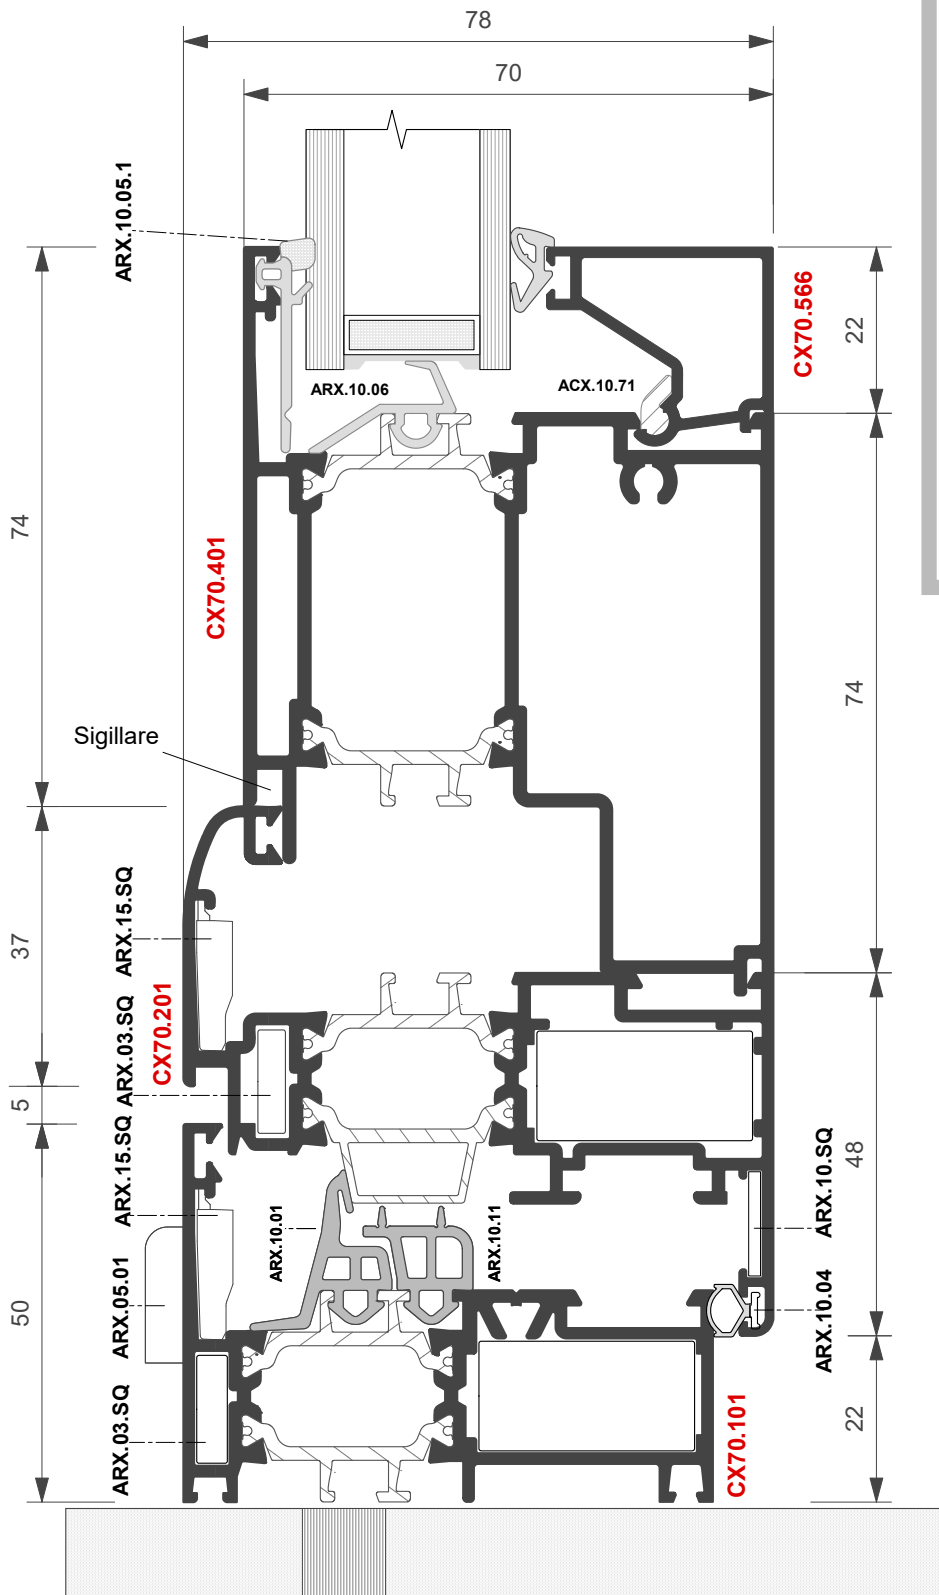 78
70
ARX.10.05.1
CX70.566
22
ARX.10.06
ACX.10.71
74
CX70.401
74
Sigillare
ARX.15.SQ
37
ARX.03.SQ
CX70.201
5
ARX.15.SQ
48
ARX.10.SQ
ARX.10.01
ARX.10.11
ARX.05.01
50
ARX.10.04
ARX.03.SQ
CX70.101
22